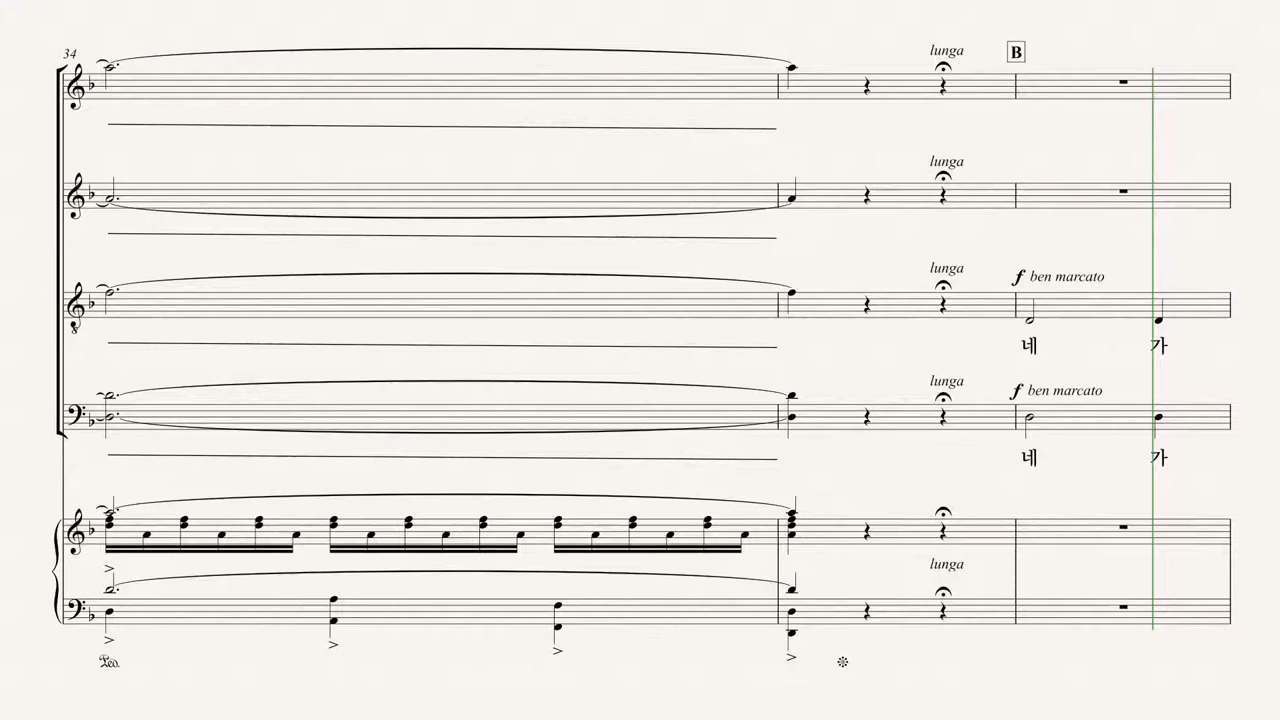 34
lunga
B
lunga
lunga
f ben marcato
네 가
lunga
f ben marcato
네 가
lunga
Ped.